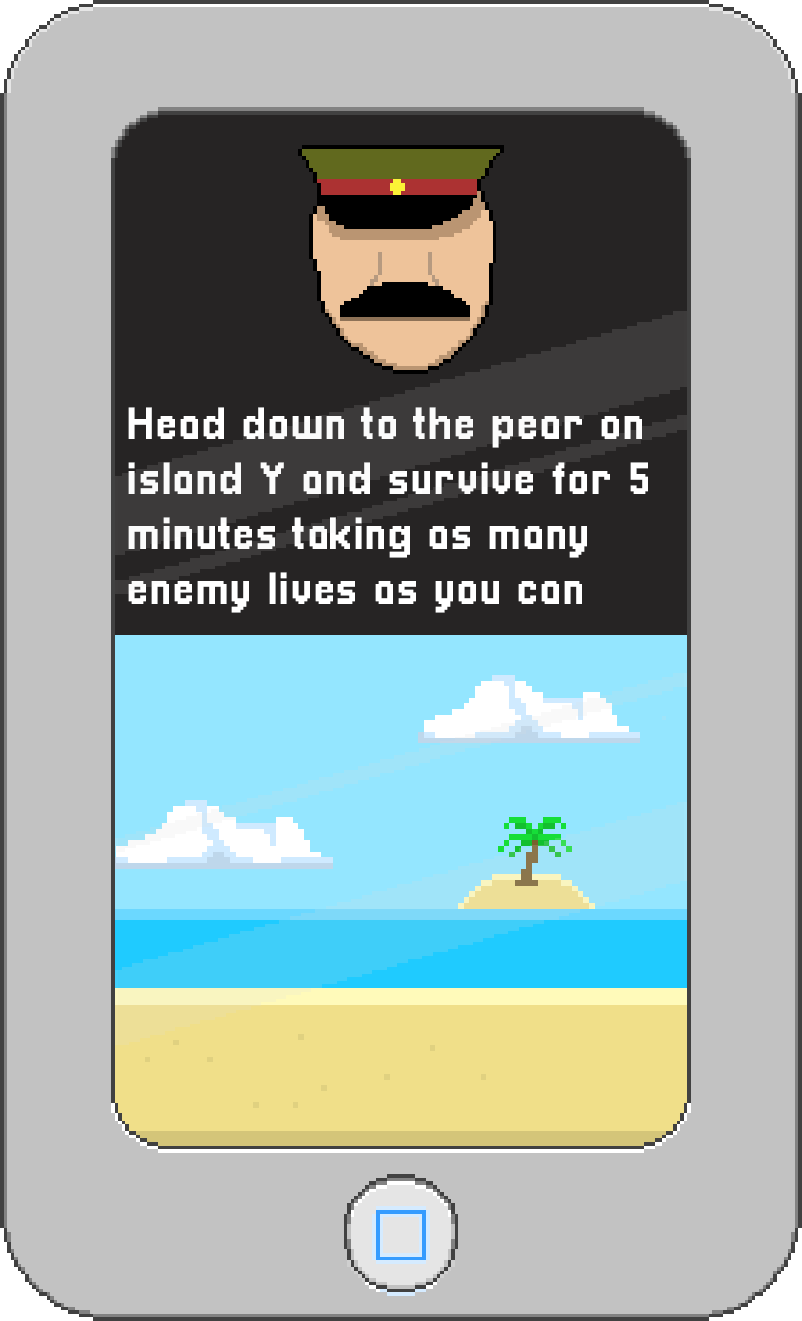 Head down to the pear on
island Y and survive for 5
minutes taking as many
enemy lives as you can